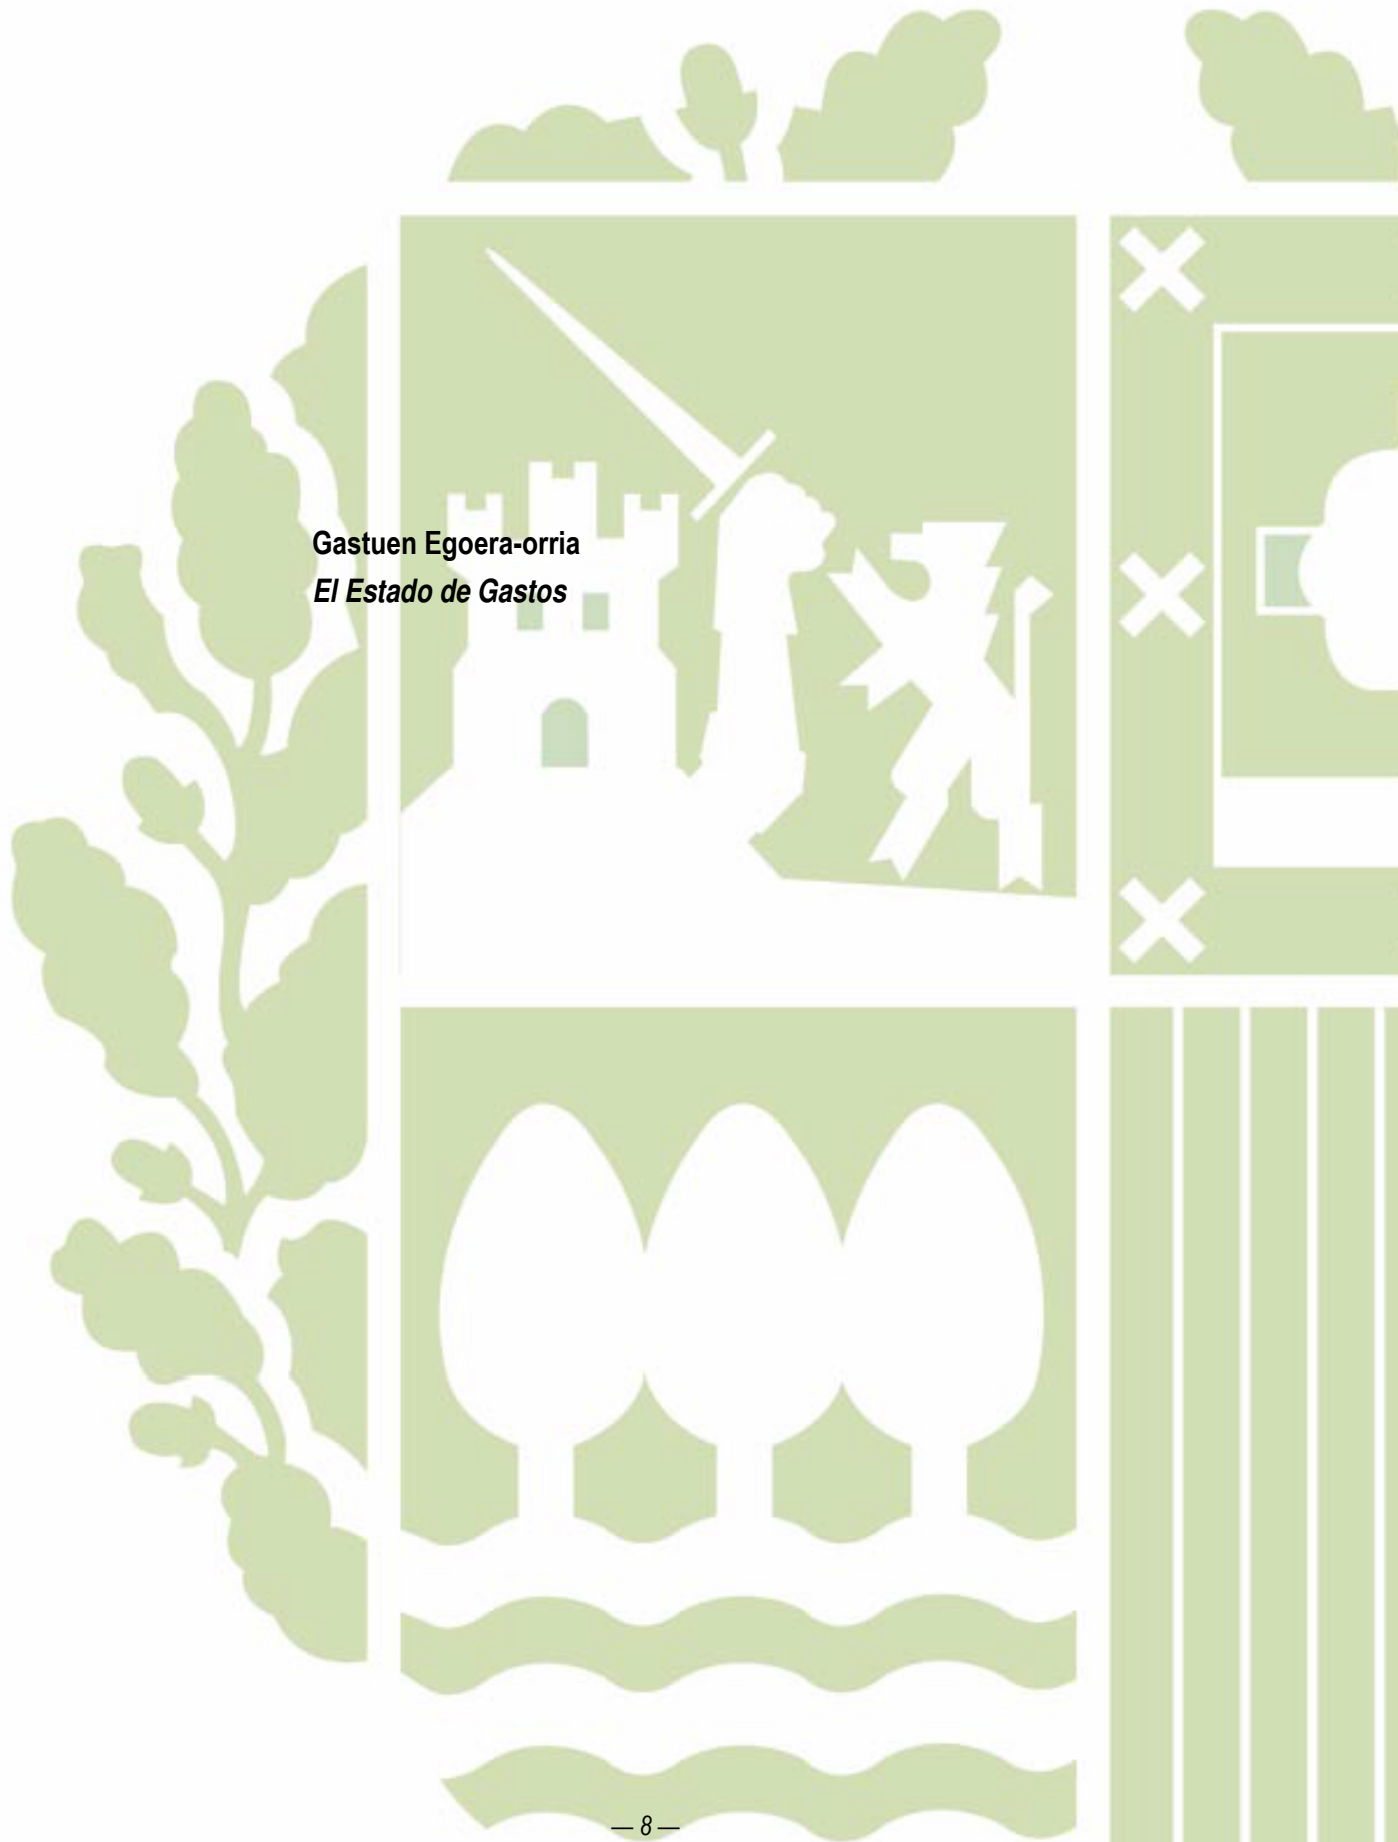 Gastuen Egoera-orria
El Estado de Gastos
— 8 —